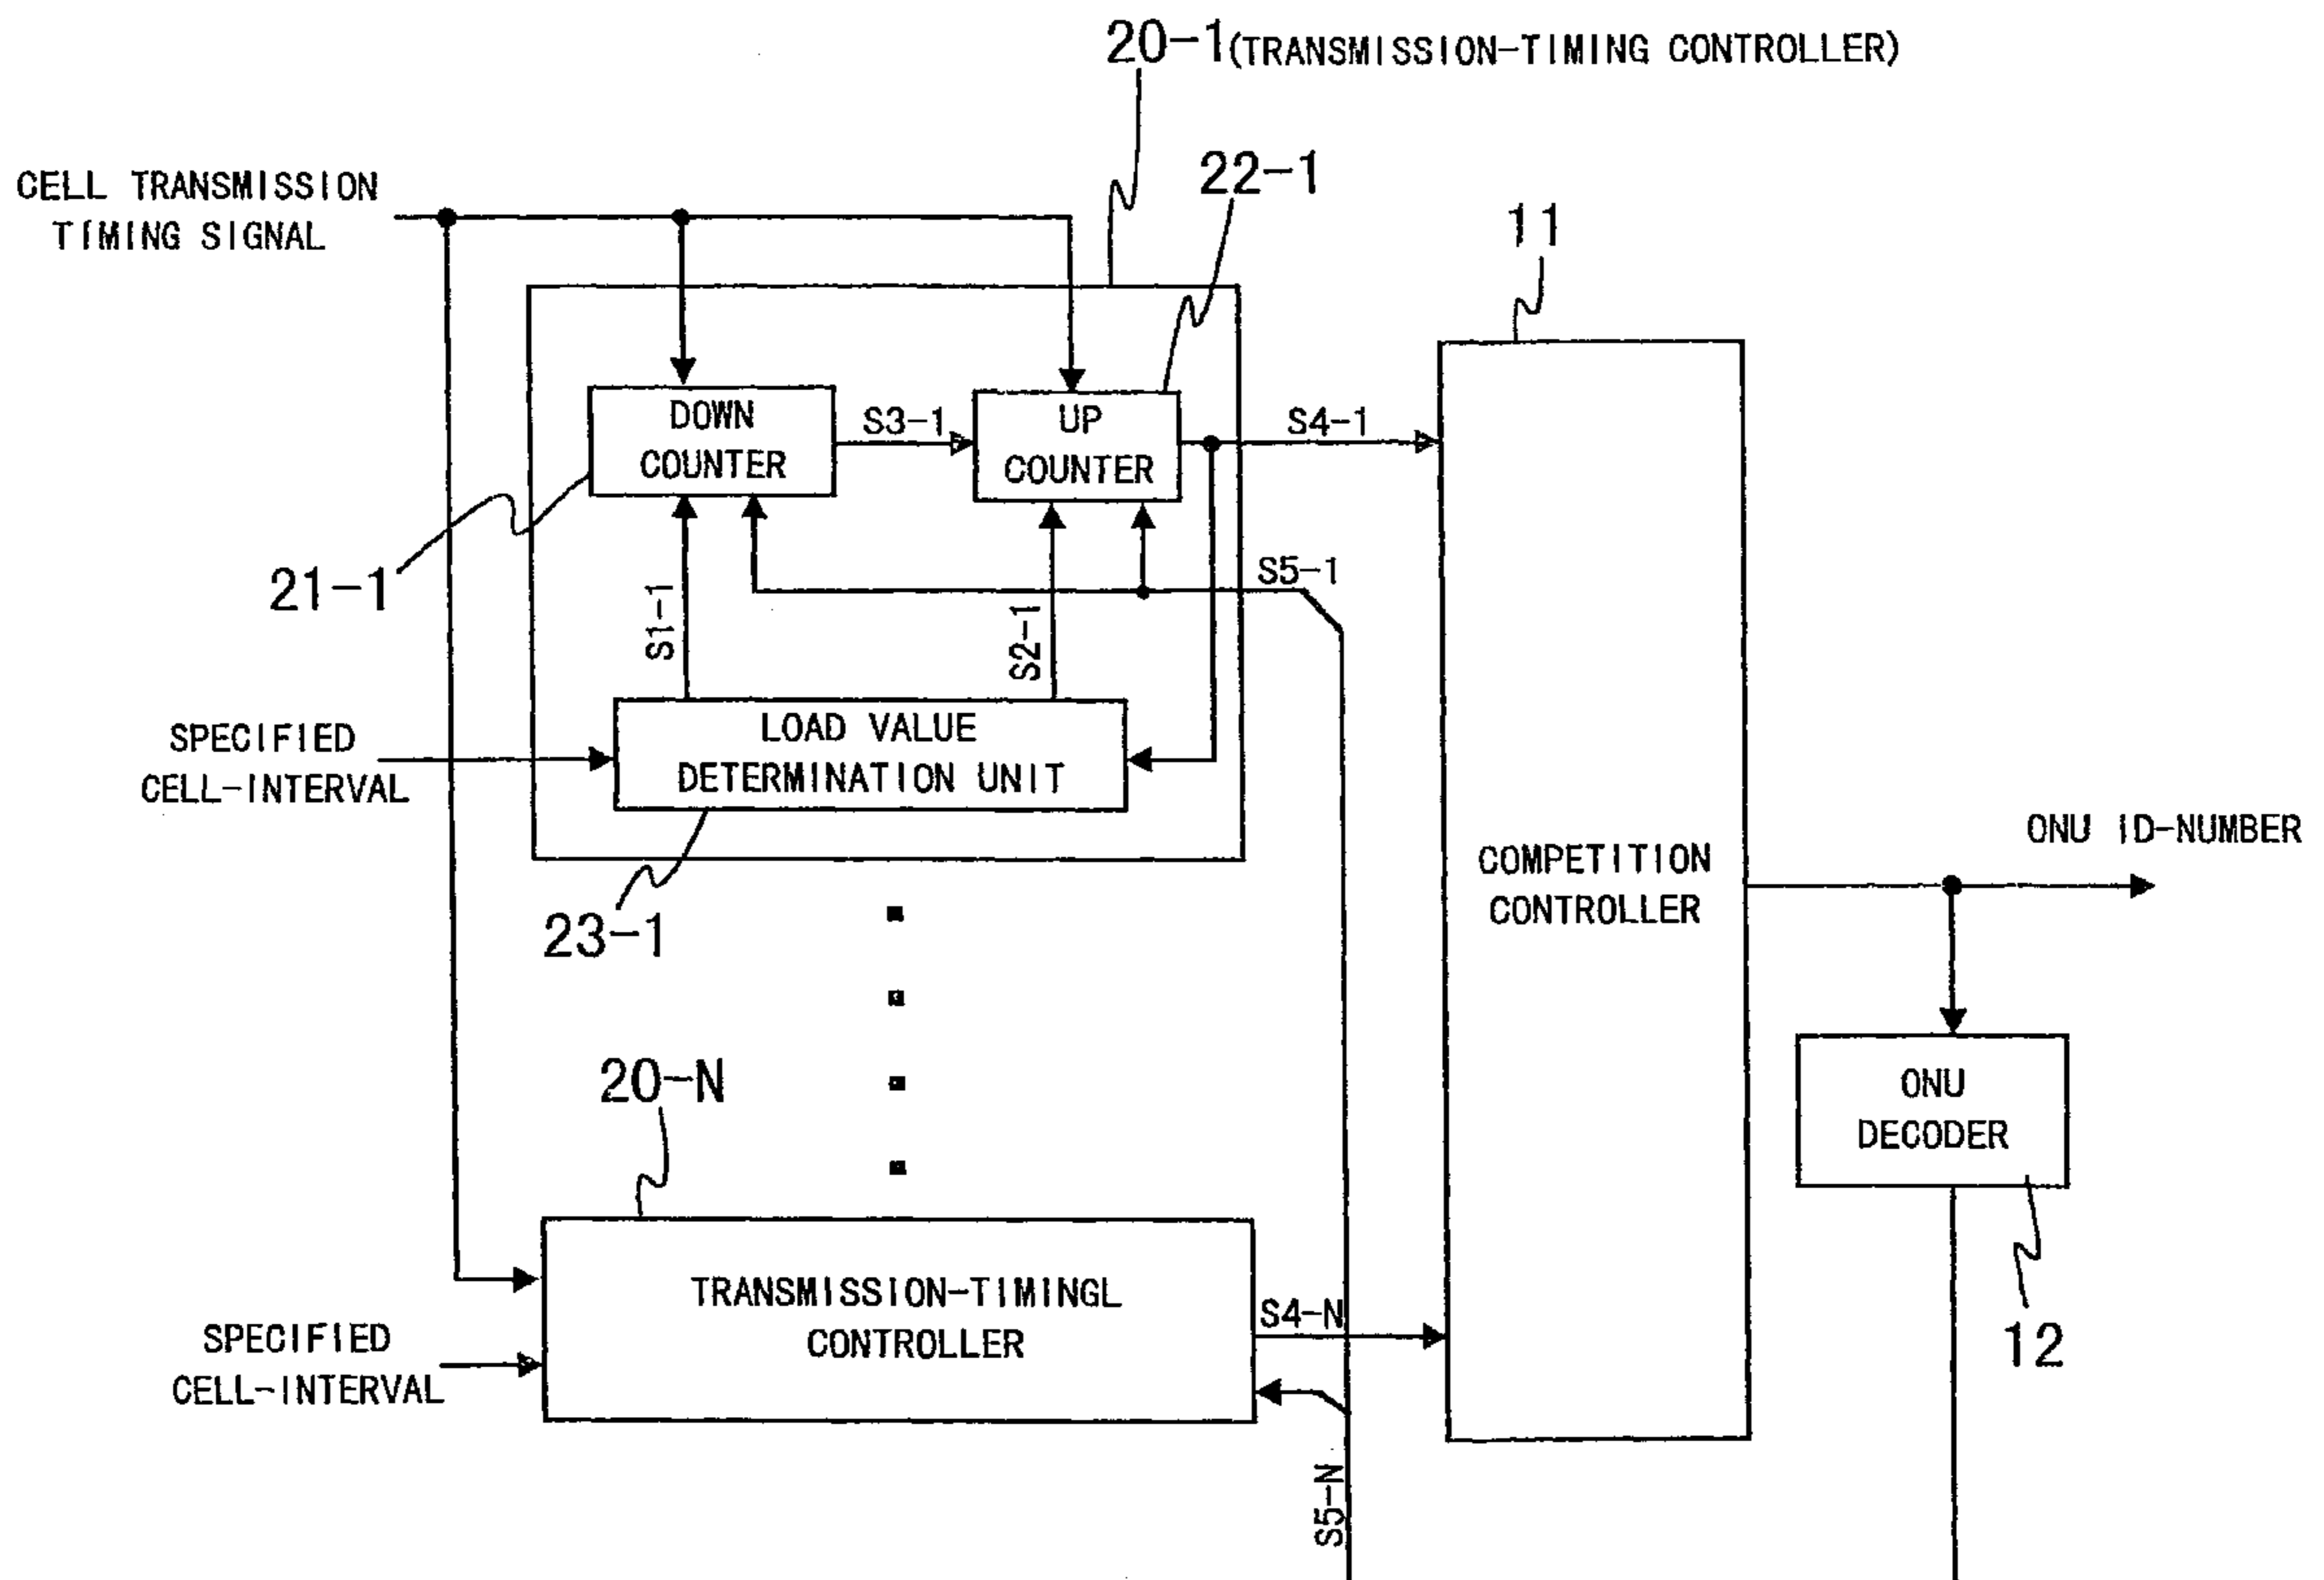 20-1 (TRANSMISSION-TIMING CONTROLLER)
CELL TRANSMISSION
TIMING SIGNAL
22-1
11
DOWN
COUNTER
S3-1
UP
COUNTER
S4-1
21-1
S1-1
S2-1
S5-1
SPECIFIED
CELL-INTERVAL
LOAD VALUE
DETERMINATION UNIT
23-1
COMPETITION
CONTROLLER
ONU ID-NUMBER
20-N
ONU
DECODER
TRANSMISSION-TIMINGL
CONTROLLER
S4-N
12
SPECIFIED
CELL-INTERVAL
S5-N